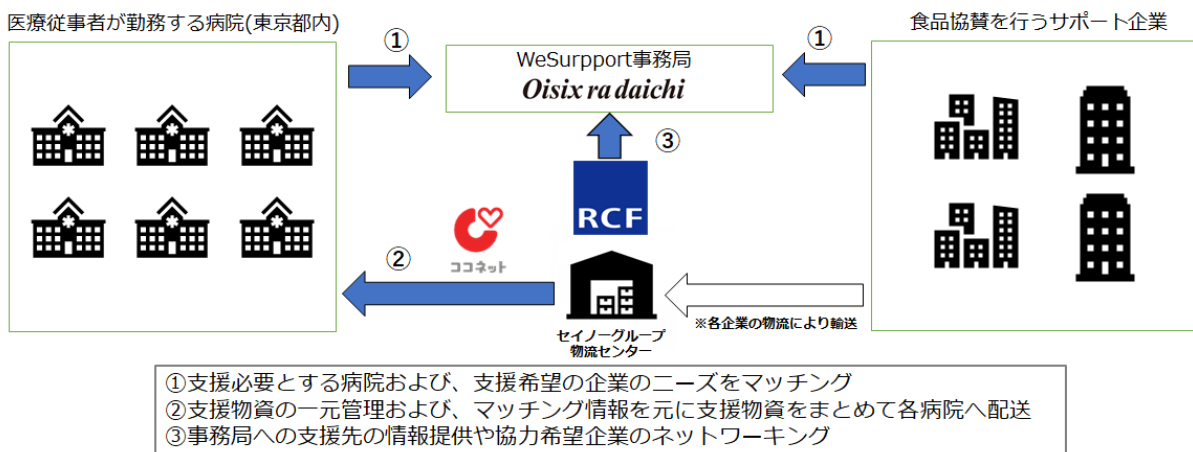 医療従事者が勤務する病院(東京都内)
食品協賛を行うサポート企業
①
①
WeSurpport事務局
Oisix ra daichi
③
RCF
ココネット
②
※各企業の物流により輸送
セイノーグループ
物流センター
①支援必要とする病院および、支援希望の企業のニーズをマッチング
②支援物資の一元管理および、マッチング情報を元に支援物資をまとめて各病院へ配送
③事務局への支援先の情報提供や協力希望企業のネットワーキング